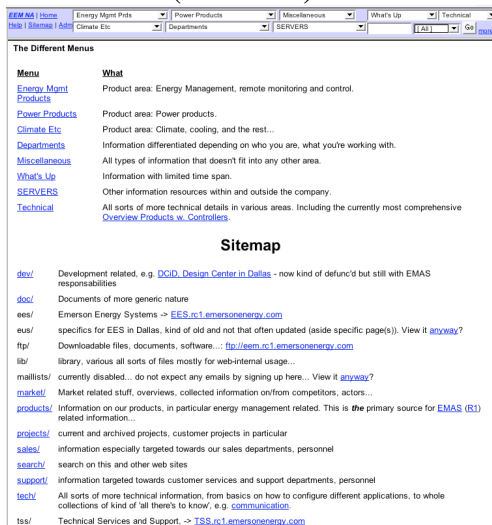 EEM NA | Home Energy Mgmt Prds Power Products Miscellaneous What's Up Technical
Help | Sitemap | Adm Climate Etc Departments SERVERS [ All ] Go more
The Different Menus
Menu What
Energy Mgmt Product area: Energy Management, remote monitoring and control.
Products
Power Products Product area: Power products.
Climate Etc Product area: Climate, cooling, and the rest...
Departments Information differentiated depending on who you are, what you're working with.
Miscellaneous All types of information that doesn't fit into any other area.
What's Up Information with limited time span.
SERVERS Other information resources within and outside the company.
Technical All sorts of more technical details in various areas. Including the currently most comprehensive
Overview Products w. Controllers.
Sitemap
dev/ Development related, e.g. DCiD, Design Center in Dallas - now kind of defunc'd but still with EMAS
responsabilities
doc/ Documents of more generic nature
ees/ Emerson Energy Systems -> EES.rc1.emersonenergy.com
eus/ specifics for EES in Dallas, kind of old and not that often updated (aside specific page(s)). View it anyway?
ftp/ Downloadable files, documents, software...: ftp://eem.rc1.emersonenergy.com
lib/ library, various all sorts of files mostly for web-internal usage...
maillists/ currently disabled... do not expect any emails by signing up here... View it anyway?
market/ Market related stuff, overviews, collected information on/from competitors, actors...
products/ Information on our products, in particular energy management related. This is the primary source for EMAS (R1)
related information...
projects/ current and archived projects, customer projects in particular
sales/ information especially targeted towards our sales departments, personnel
search/ search on this and other web sites
support/ information targeted towards customer services and support departments, personnel
tech/ All sorts of more technical information, from basics on how to configure different applications, to whole
collections of kind of 'all there's to know', e.g. communication.
tss/ Technical Services and Support, -> TSS.rc1.emersonenergy.com